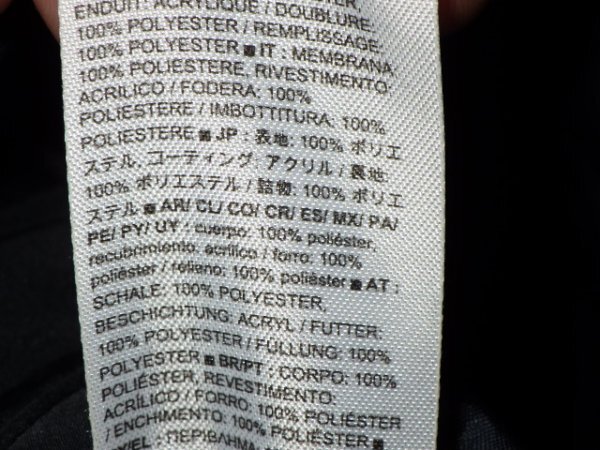 ENDUIT: ACRYLIQUE / DOUBLURE:
100% POLYESTER / REMPLISSAGE:
100% POLYESTER ■ IT : MEMBRANA
100% POLIESTERE, RIVESTIMENTO
ACRILICO / FODERA: 100%
POLIESTERE / IMBOTTITURA: 100%
POLIESTERE ■ JP : 表地: 100% ポリエ
ステル, コーティング: アクリル / 裏地:
100% ポリエステル / 詰物: 100% ポリエ
ステル ■ AR/ CL/ CO/ CR/ ES/ MX/ PA/
PE/ PY/ UY : cuerpo: 100% poliéster,
recubrimiento: acrílico / forro: 100%
poliéster / relleno: 100% poliéster ■ AT :
SCHALE: 100% POLYESTER,
BESCHICHTUNG: ACRYL / FUTTER:
100% POLYESTER / FÜLLUNG: 100%
POLYESTER ■ BR/PT : CORPO: 100%
POLIÉSTER, REVESTIMENTO:
ACRÍLICO / FORRO: 100% POLIÉSTER
/ ENCHIMENTO: 100% POLIÉSTER ■
CY/EL : ΠΕΡΙΒΛΗΜΑ: